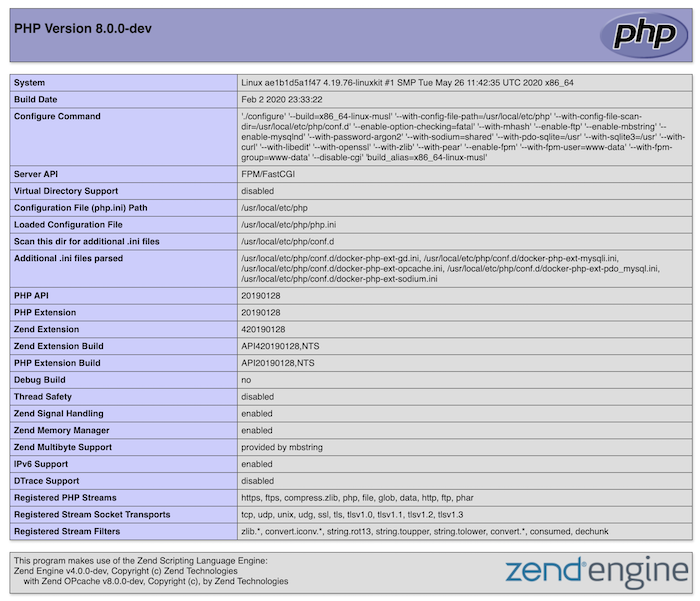 PHP Version 8.0.0-dev
php
System Linux ae1b1d5a1f47 4.19.76-linuxkit #1 SMP Tue May 26 11:42:35 UTC 2020 x86_64
Build Date Feb 2 2020 23:33:22
Configure Command './configure' '--build=x86_64-linux-musl' '--with-config-file-path=/usr/local/etc/php' '--with-config-file-scan-
dir=/usr/local/etc/php/conf.d' '--enable-option-checking=fatal' '--with-mhash' '--enable-ftp' '--enable-mbstring' '--
enable-mysqlnd' '--with-password-argon2' '--with-sodium=shared' '--with-pdo-sqlite=/usr' '--with-sqlite3=/usr' '--with-
curl' '--with-libedit' '--with-openssl' '--with-zlib' '--with-pear' '--enable-fpm' '--with-fpm-user=www-data' '--with-fpm-
group=www-data' '--disable-cgi' 'build_alias=x86_64-linux-musl'
Server API FPM/FastCGI
Virtual Directory Support disabled
Configuration File (php.ini) Path /usr/local/etc/php
Loaded Configuration File /usr/local/etc/php/php.ini
Scan this dir for additional .ini files /usr/local/etc/php/conf.d
Additional .ini files parsed /usr/local/etc/php/conf.d/docker-php-ext-gd.ini, /usr/local/etc/php/conf.d/docker-php-ext-mysqli.ini,
/usr/local/etc/php/conf.d/docker-php-ext-opcache.ini, /usr/local/etc/php/conf.d/docker-php-ext-pdo_mysql.ini,
/usr/local/etc/php/conf.d/docker-php-ext-sodium.ini
PHP API 20190128
PHP Extension 20190128
Zend Extension 420190128
Zend Extension Build API420190128,NTS
PHP Extension Build API20190128,NTS
Debug Build no
Thread Safety disabled
Zend Signal Handling enabled
Zend Memory Manager enabled
Zend Multibyte Support provided by mbstring
IPv6 Support enabled
DTrace Support disabled
Registered PHP Streams https, ftps, compress.zlib, php, file, glob, data, http, ftp, phar
Registered Stream Socket Transports tcp, udp, unix, udg, ssl, tls, tlsv1.0, tlsv1.1, tlsv1.2, tlsv1.3
Registered Stream Filters zlib.*, convert.iconv.*, string.rot13, string.toupper, string.tolower, convert.*, consumed, dechunk
This program makes use of the Zend Scripting Language Engine:
Zend Engine v4.0.0-dev, Copyright (c) Zend Technologies
with Zend OPcache v8.0.0-dev, Copyright (c), by Zend Technologies
zend engine